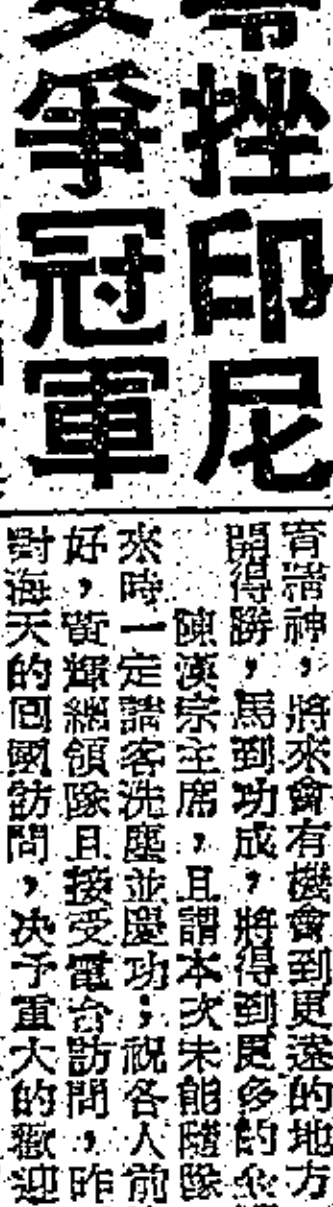 挫印尼
爭冠軍
育精神，將來會有機會到更遠的地方
開得勝，馬到功成，將得到更多的
陳漢宗主席，且謂本次未能隨隊
來時一定請客洗塵並慶功；祝各人前
好，黃輝總領隊且接受電台訪問，昨
對海天的回國訪問，決予重大的歡迎